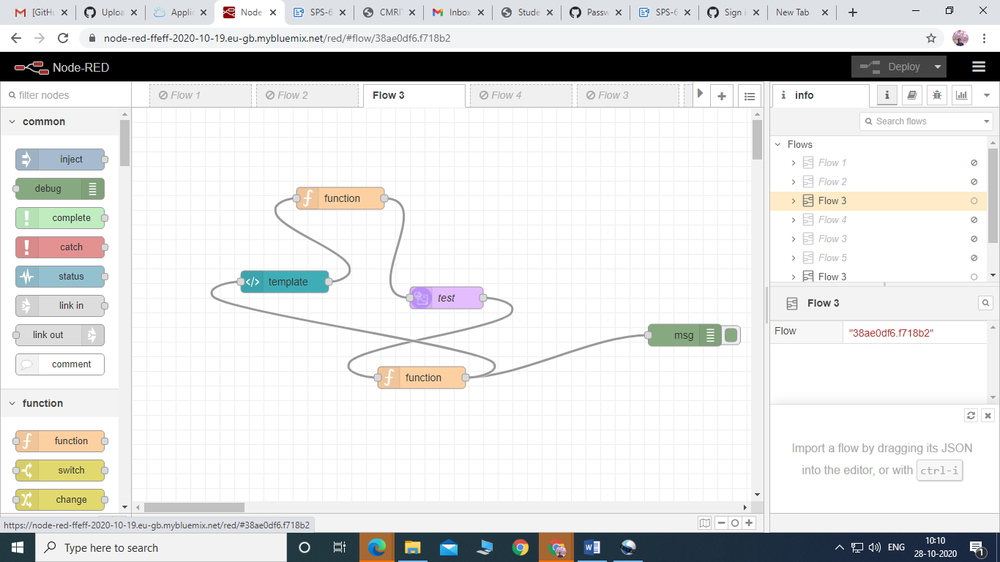 [GitHu
Uploa
Applic
Node
SPS-6
CMRI
Inbox
Stude
Passw
SPS-6
Sign i
New Tab
node-red-ffeff-2020-10-19.eu-gb.mybluemix.net/red/#flow/38ae0df6.f718b2
Node-RED
Deploy
filter nodes
Flow 1
Flow 2
Flow 3
Flow 4
Flow 3
i info
common
inject
debug
complete
catch
status
link in
link out
comment
function
function
switch
change
function
template
test
msg
function
Search flows
Flows
Flow 1
Flow 2
Flow 3
Flow 4
Flow 3
Flow 5
Flow 3
Flow 3
Flow "38ae0df6.f718b2"
Import a flow by dragging its JSON
into the editor, or with ctrl-i
https://node-red-ffeff-2020-10-19.eu-gb.mybluemix.net/red/#38ae0df6.f718b2
Type here to search
ENG
10:10
28-10-2020
1